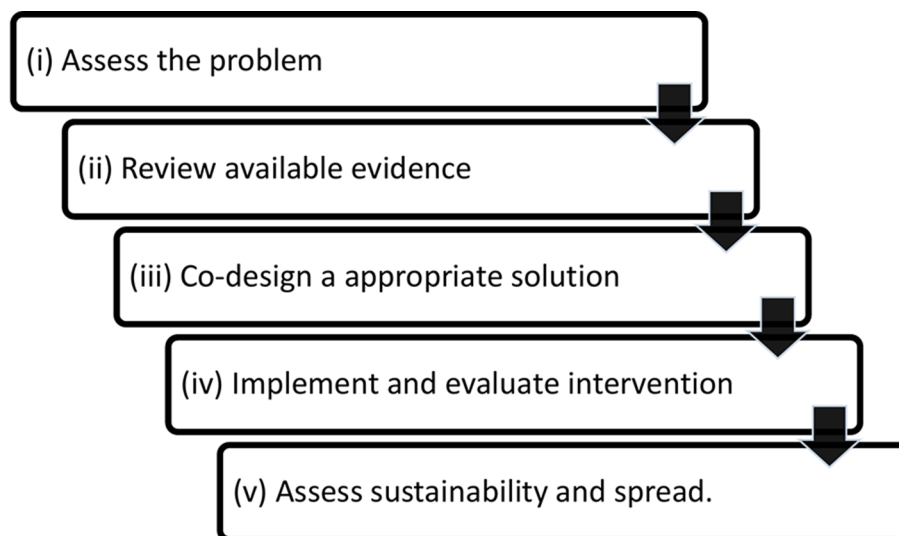 (i) Assess the problem
(ii) Review available evidence
(iii) Co-design a appropriate solution
(iv) Implement and evaluate intervention
(v) Assess sustainability and spread.